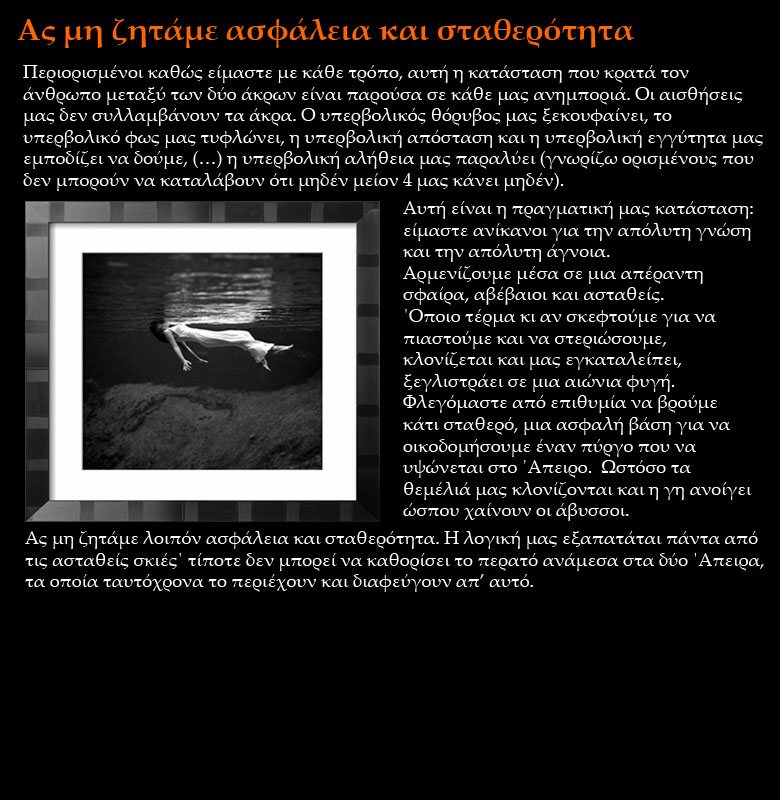 Ας μη ζητάμε ασφάλεια και σταθερότητα
Περιορισμένοι καθώς είμαστε με κάθε τρόπο, αυτή η κατάσταση που κρατά τον
άνθρωπο μεταξύ των δύο άκρων είναι παρούσα σε κάθε μας ανημποριά. Οι αισθήσεις
μας δεν συλλαμβάνουν τα άκρα. Ο υπερβολικός θόρυβος μας ξεκουφαίνει, το
υπερβολικό φως μας τυφλώνει, η υπερβολική απόσταση και η υπερβολική εγγύτητα μας
εμποδίζει να δούμε, (…) η υπερβολική αλήθεια μας παραλύει (γνωρίζω ορισμένους που
δεν μπορούν να καταλάβουν ότι μηδέν μείον 4 μας κάνει μηδέν).
Αυτή είναι η πραγματική μας κατάσταση:
είμαστε ανίκανοι για την απόλυτη γνώση
και την απόλυτη άγνοια.
Αρμενίζουμε μέσα σε μια απέραντη
σφαίρα, αβέβαιοι και ασταθείς.
΄Οποιο τέρμα κι αν σκεφτούμε για να
πιαστούμε και να στεριώσουμε,
κλονίζεται και μας εγκαταλείπει,
ξεγλιστράει σε μια αιώνια φυγή.
Φλεγόμαστε από επιθυμία να βρούμε
κάτι σταθερό, μια ασφαλή βάση για να
οικοδομήσουμε έναν πύργο που να
υψώνεται στο ΄Απειρο.  Ωστόσο τα
θεμέλιά μας κλονίζονται και η γη ανοίγει
ώσπου χαίνουν οι άβυσσοι.
Ας μη ζητάμε λοιπόν ασφάλεια και σταθερότητα. Η λογική μας εξαπατάται πάντα από
τις ασταθείς σκιές˙ τίποτε δεν μπορεί να καθορίσει το περατό ανάμεσα στα δύο ΄Απειρα,
τα οποία ταυτόχρονα το περιέχουν και διαφεύγουν απ’ αυτό.